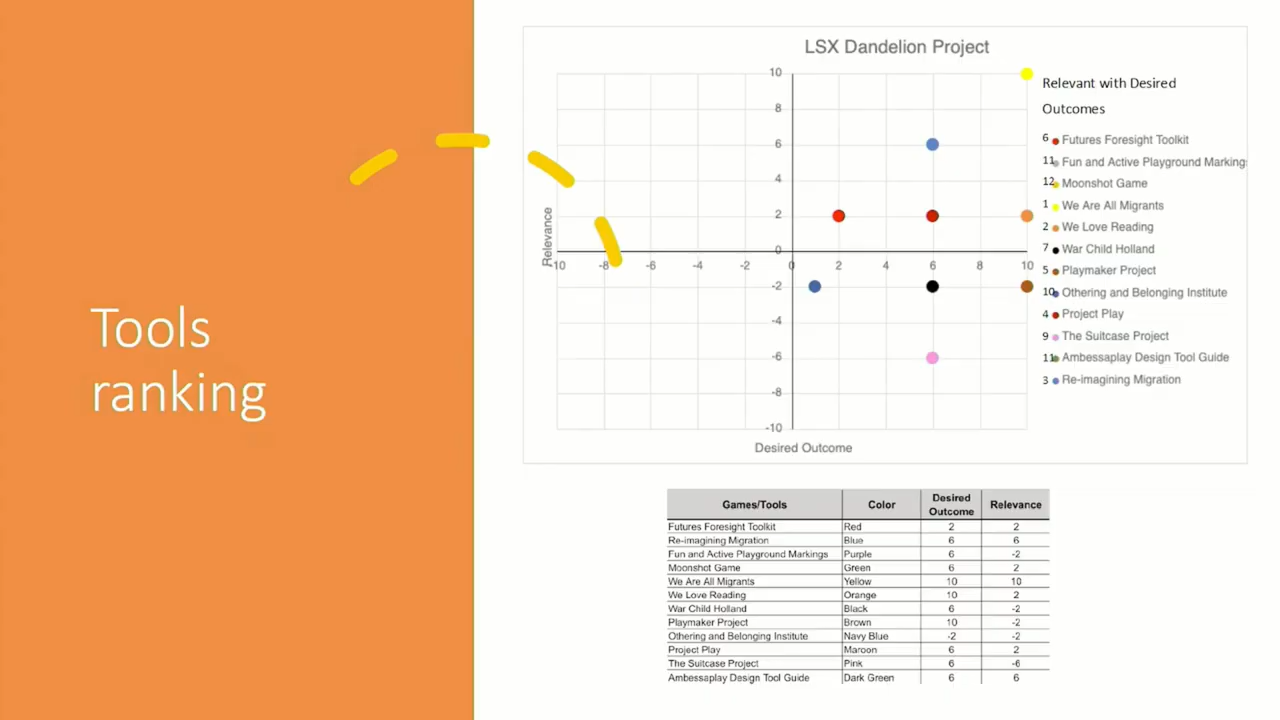 Tools
ranking
LSX Dandelion Project
10
8
6
4
2
0
-2
-4
-6
-8
-10
-10 -8 -6 -4 -2 0 2 4 6 8 10
Relevance
Desired Outcome
Relevant with Desired
Outcomes
6 Futures Foresight Toolkit
11 Fun and Active Playground Markings
12 Moonshot Game
1 We Are All Migrants
2 We Love Reading
7 War Child Holland
5 Playmaker Project
10 Othering and Belonging Institute
4 Project Play
9 The Suitcase Project
11 Ambessaplay Design Tool Guide
3 Re-imagining Migration
Games/Tools Color Desired Outcome Relevance
Futures Foresight Toolkit Red 2 2
Re-imagining Migration Blue 6 6
Fun and Active Playground Markings Purple 6 -2
Moonshot Game Green 6 2
We Are All Migrants Yellow 10 10
We Love Reading Orange 10 2
War Child Holland Black 6 -2
Playmaker Project Brown 10 -2
Othering and Belonging Institute Navy Blue -2 -2
Project Play Maroon 6 2
The Suitcase Project Pink 6 -6
Ambessaplay Design Tool Guide Dark Green 6 6